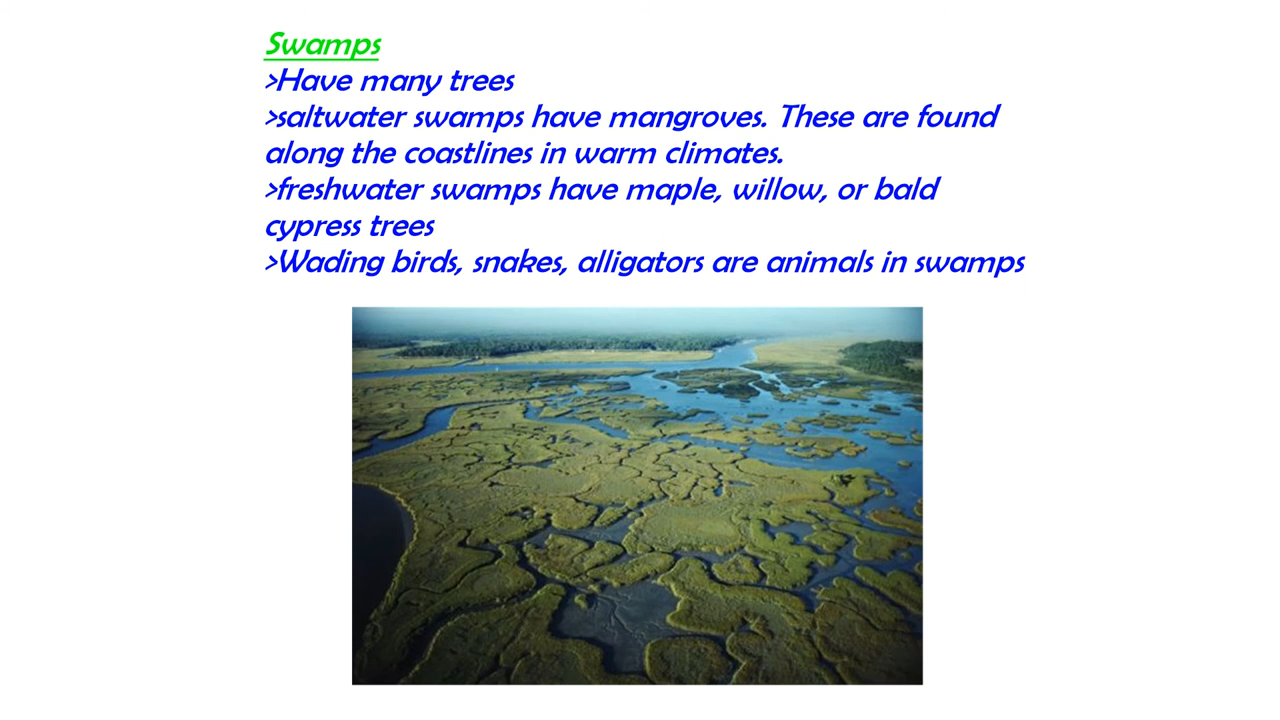 Swamps
>Have many trees
>saltwater swamps have mangroves. These are found
along the coastlines in warm climates.
>freshwater swamps have maple, willow, or bald
cypress trees
>Wading birds, snakes, alligators are animals in swamps